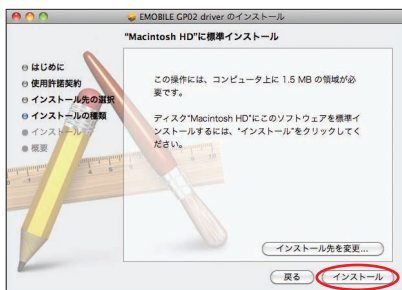 EMOBILE GP02 driver のインストール
"Macintosh HD"に標準インストール
はじめに
使用許諾契約
インストール先の選択
インストールの種類
インストール
概要
この操作には、コンピュータ上に 1.5 MB の領域が必
要です。
ディスク"Macintosh HD"にこのソフトウェアを標準イ
ンストールするには、"インストール"をクリックしてく
ださい。
インストール先を変更...
戻る
インストール